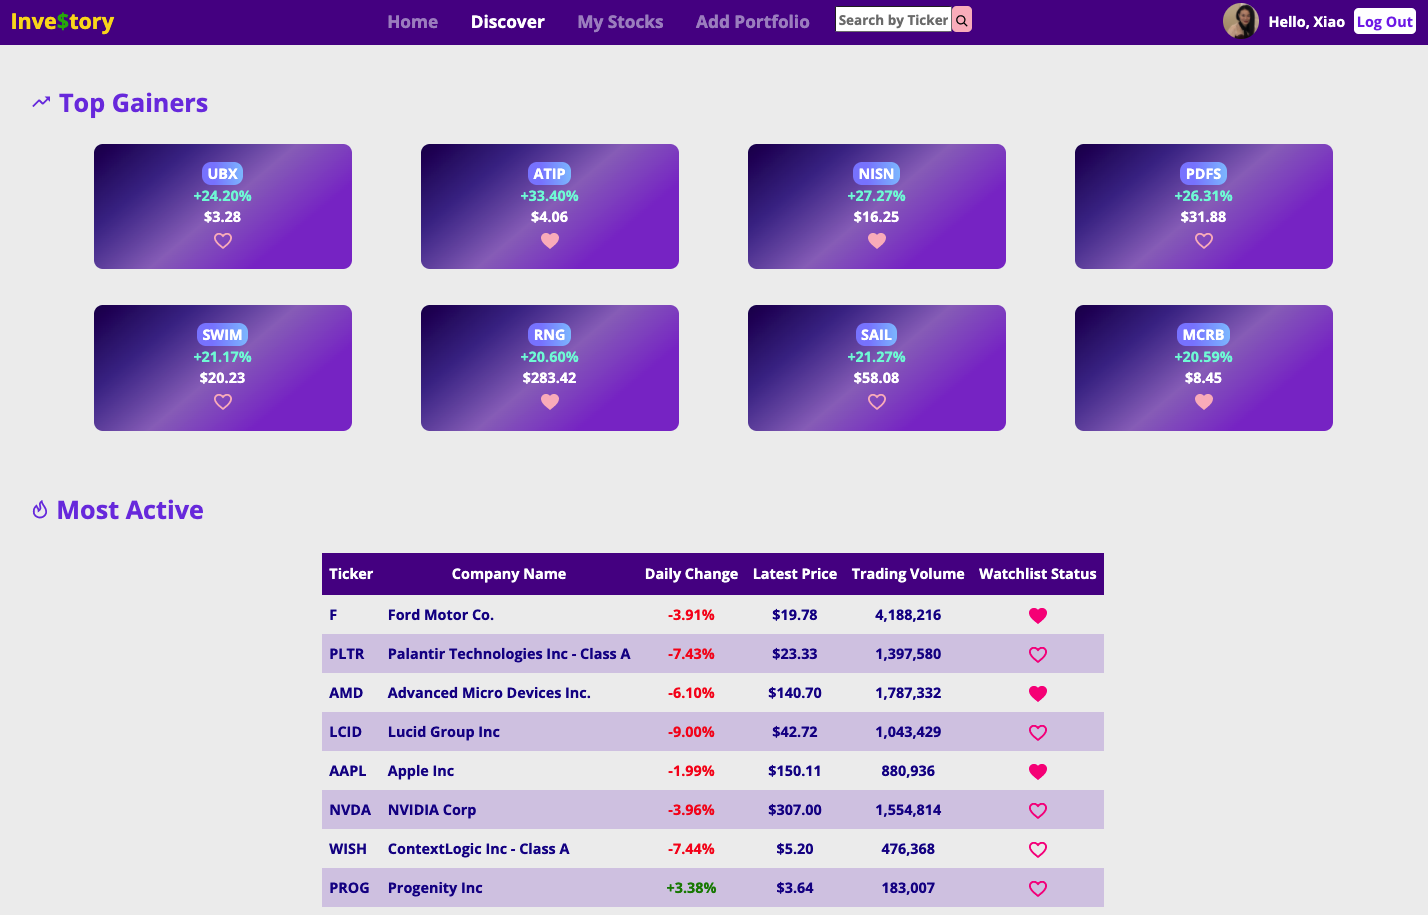 Inve$tory Home Discover My Stocks Add Portfolio Search by Ticker Hello, Xiao Log Out
Top Gainers
UBX
+24.20%
$3.28
ATIP
+33.40%
$4.06
NISN
+27.27%
$16.25
PDFS
+26.31%
$31.88
SWIM
+21.17%
$20.23
RNG
+20.60%
$283.42
SAIL
+21.27%
$58.08
MCRB
+20.59%
$8.45
Most Active
Ticker Company Name Daily Change Latest Price Trading Volume Watchlist Status
F Ford Motor Co. -3.91% $19.78 4,188,216
PLTR Palantir Technologies Inc - Class A -7.43% $23.33 1,397,580
AMD Advanced Micro Devices Inc. -6.10% $140.70 1,787,332
LCID Lucid Group Inc -9.00% $42.72 1,043,429
AAPL Apple Inc -1.99% $150.11 880,936
NVDA NVIDIA Corp -3.96% $307.00 1,554,814
WISH ContextLogic Inc - Class A -7.44% $5.20 476,368
PROG Progenity Inc +3.38% $3.64 183,007